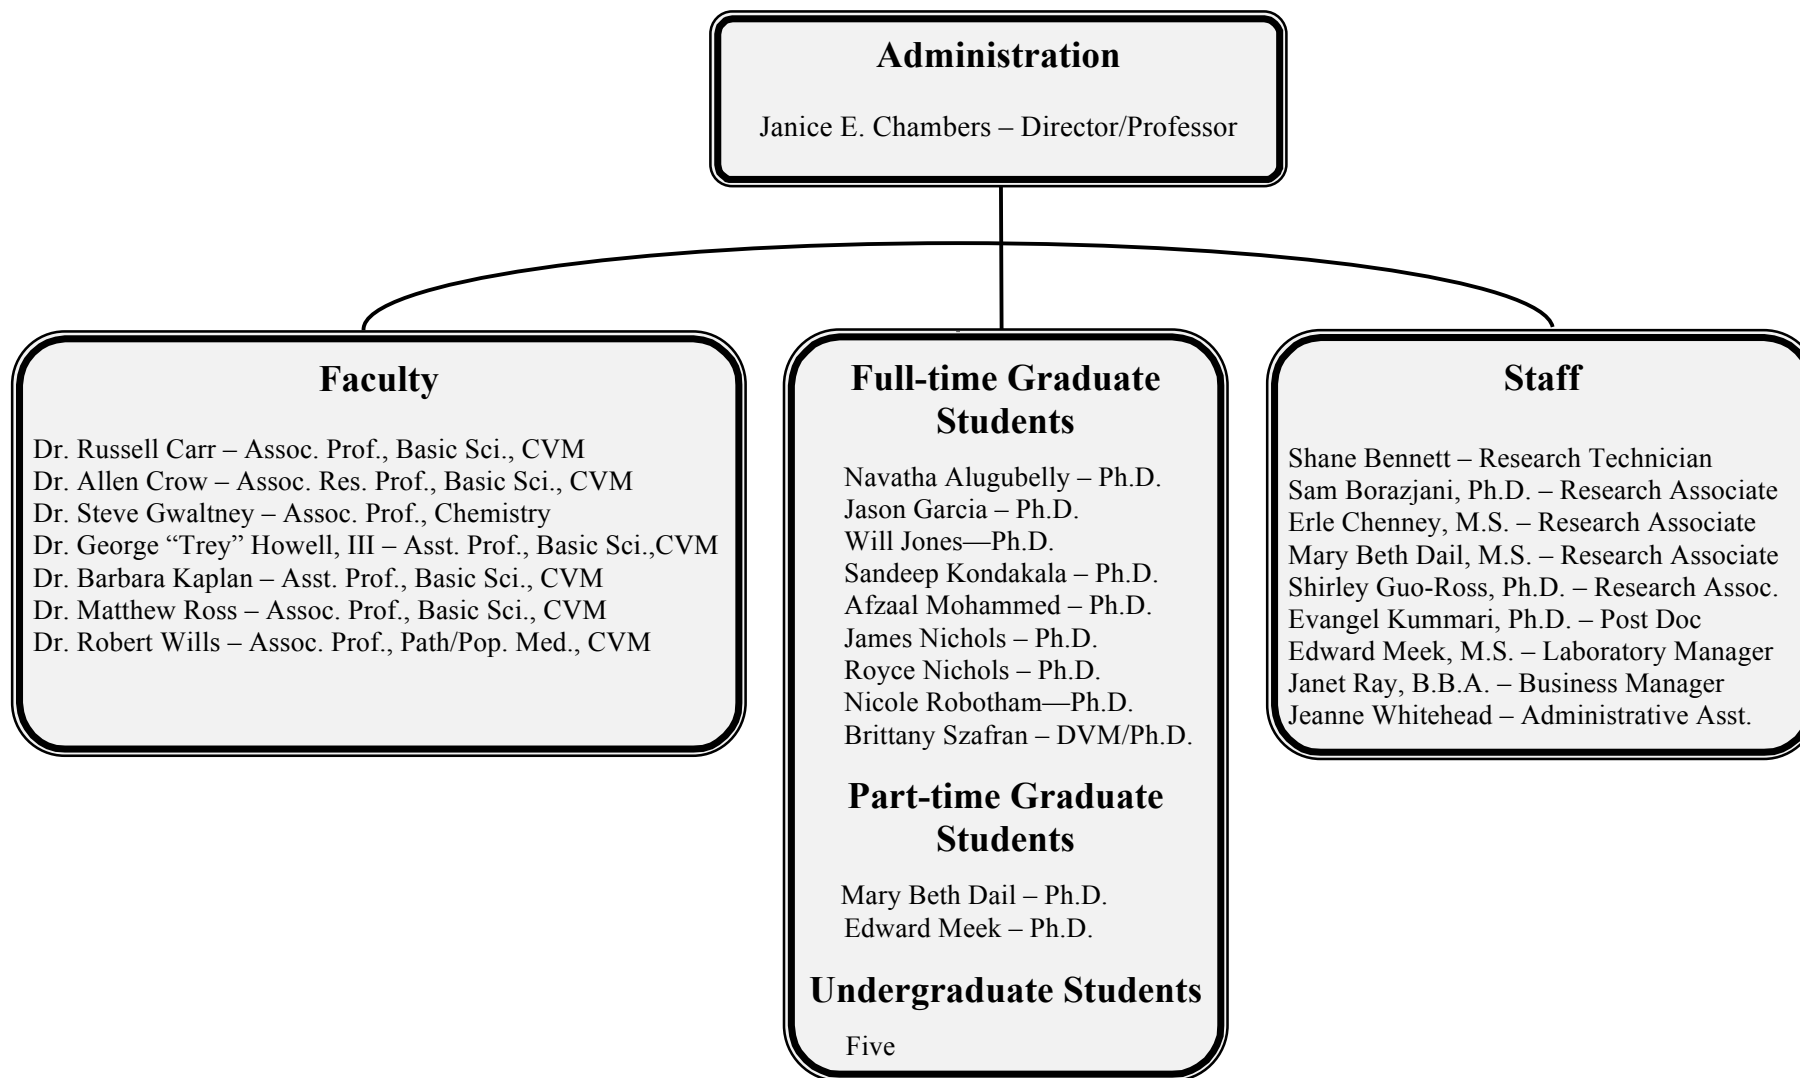 Administration
Janice E. Chambers – Director/Professor
Faculty
Dr. Russell Carr – Assoc. Prof., Basic Sci., CVM
Dr. Allen Crow – Assoc. Res. Prof., Basic Sci., CVM
Dr. Steve Gwaltney – Assoc. Prof., Chemistry
Dr. George “Trey” Howell, III – Asst. Prof., Basic Sci.,CVM
Dr. Barbara Kaplan – Asst. Prof., Basic Sci., CVM
Dr. Matthew Ross – Assoc. Prof., Basic Sci., CVM
Dr. Robert Wills – Assoc. Prof., Path/Pop. Med., CVM
Full-time Graduate
Students
Navatha Alugubelly – Ph.D.
Jason Garcia – Ph.D.
Will Jones—Ph.D.
Sandeep Kondakala – Ph.D.
Afzaal Mohammed – Ph.D.
James Nichols – Ph.D.
Royce Nichols – Ph.D.
Nicole Robotham—Ph.D.
Brittany Szafran – DVM/Ph.D.
Part-time Graduate
Students
Mary Beth Dail – Ph.D.
Edward Meek – Ph.D.
Undergraduate Students
Five
Staff
Shane Bennett – Research Technician
Sam Borazjani, Ph.D. – Research Associate
Erle Chenney, M.S. – Research Associate
Mary Beth Dail, M.S. – Research Associate
Shirley Guo-Ross, Ph.D. – Research Assoc.
Evangel Kummari, Ph.D. – Post Doc
Edward Meek, M.S. – Laboratory Manager
Janet Ray, B.B.A. – Business Manager
Jeanne Whitehead – Administrative Asst.